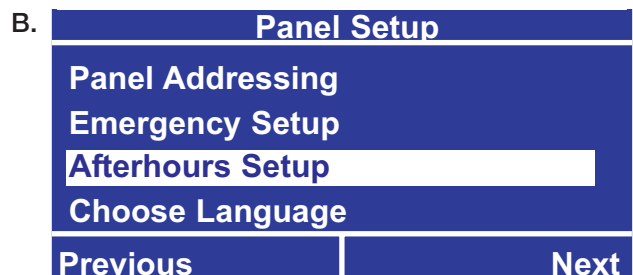 B. Panel Setup
Panel Addressing
Emergency Setup
Afterhours Setup
Choose Language
Previous Next